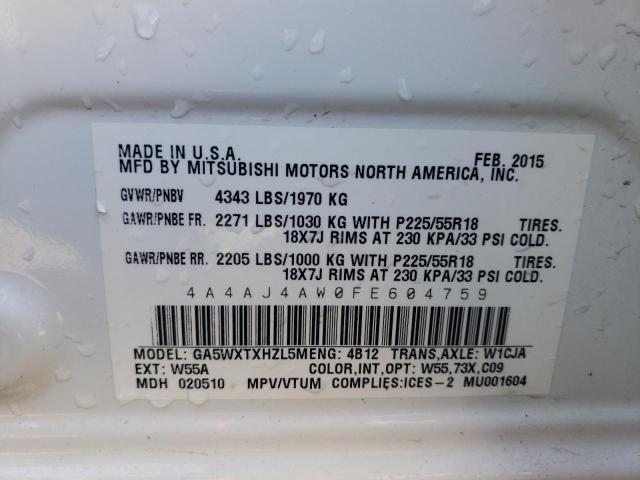 MADE IN U.S.A. FEB. 2015
MFD BY MITSUBISHI MOTORS NORTH AMERICA, INC.
GVWR/PNBV 4343 LBS/1970 KG
GAWR/PNBE FR. 2271 LBS/1030 KG WITH P225/55R18 TIRES.
18X7J RIMS AT 230 KPA/33 PSI COLD.
GAWR/PNBE RR. 2205 LBS/1000 KG WITH P225/55R18 TIRES.
18X7J RIMS AT 230 KPA/33 PSI COLD.
4A4AJ4AW0FE604759
MODEL: GA5WXTXHZL5MENG: 4B12 TRANS,AXLE: W1CJA
EXT: W55A COLOR,INT,OPT: W55,73X,C09
MDH 020510 MPV/VTUM COMPLIES:ICES-2 MU001604